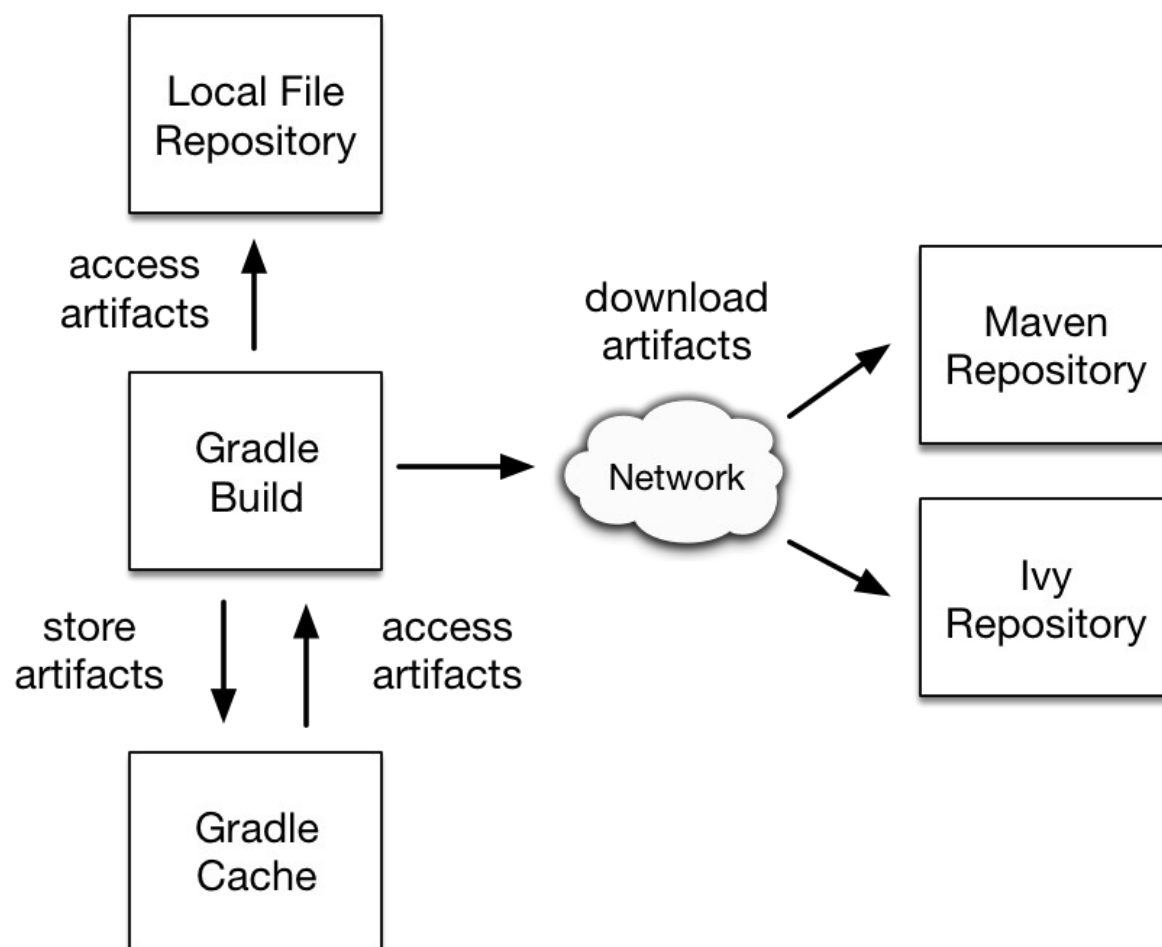 Local File
Repository
access
artifacts
download
artifacts
Maven
Repository
Gradle
Build
Network
Ivy
Repository
store
artifacts
access
artifacts
Gradle
Cache